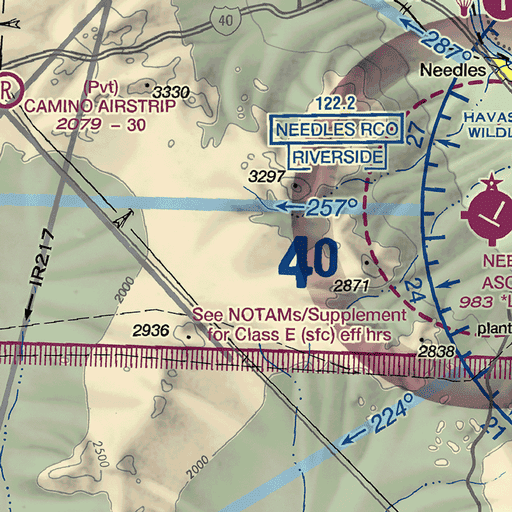 40
287°
Needles
R
(Pvt)
3330
CAMINO AIRSTRIP
2079 - 30
122.2
NEEDLES RCO
RIVERSIDE
HAVAS
WILDL
27
3297
257°
IR217
40
2871
24
NEE
ASO
983 *L
2000
See NOTAMs/Supplement
for Class E (sfc) eff hrs
2936
plant
2838
224°
21
2500
2000